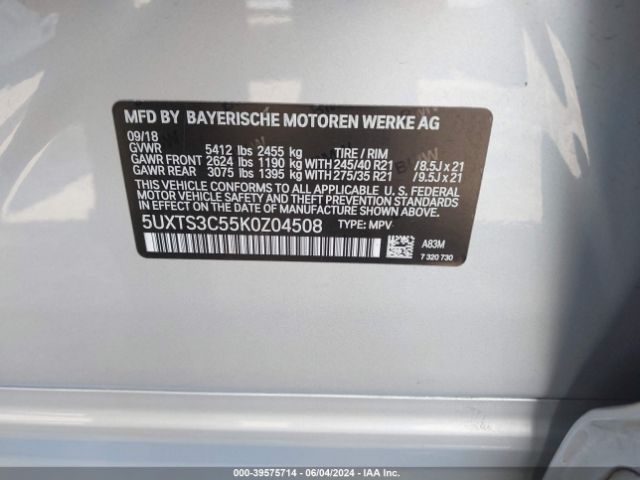 MFD BY BAYERISCHE MOTOREN WERKE AG
09/18
GVWR 5412 lbs 2455 kg TIRE / RIM
GAWR FRONT 2624 lbs 1190 kg WITH 245/40 R21 / 8.5J x 21
GAWR REAR 3075 lbs 1395 kg WITH 275/35 R21 / 9.5J x 21
THIS VEHICLE CONFORMS TO ALL APPLICABLE U. S. FEDERAL
MOTOR VEHICLE SAFETY, BUMPER, AND THEFT PREVENTION
STANDARDS IN EFFECT ON THE DATE OF MANUFACTURE SHOWN ABOVE.
5UXTS3C55K0Z04508 TYPE: MPV
A83M
7 320 730
000-39575714 - 06/04/2024 - IAA Inc.